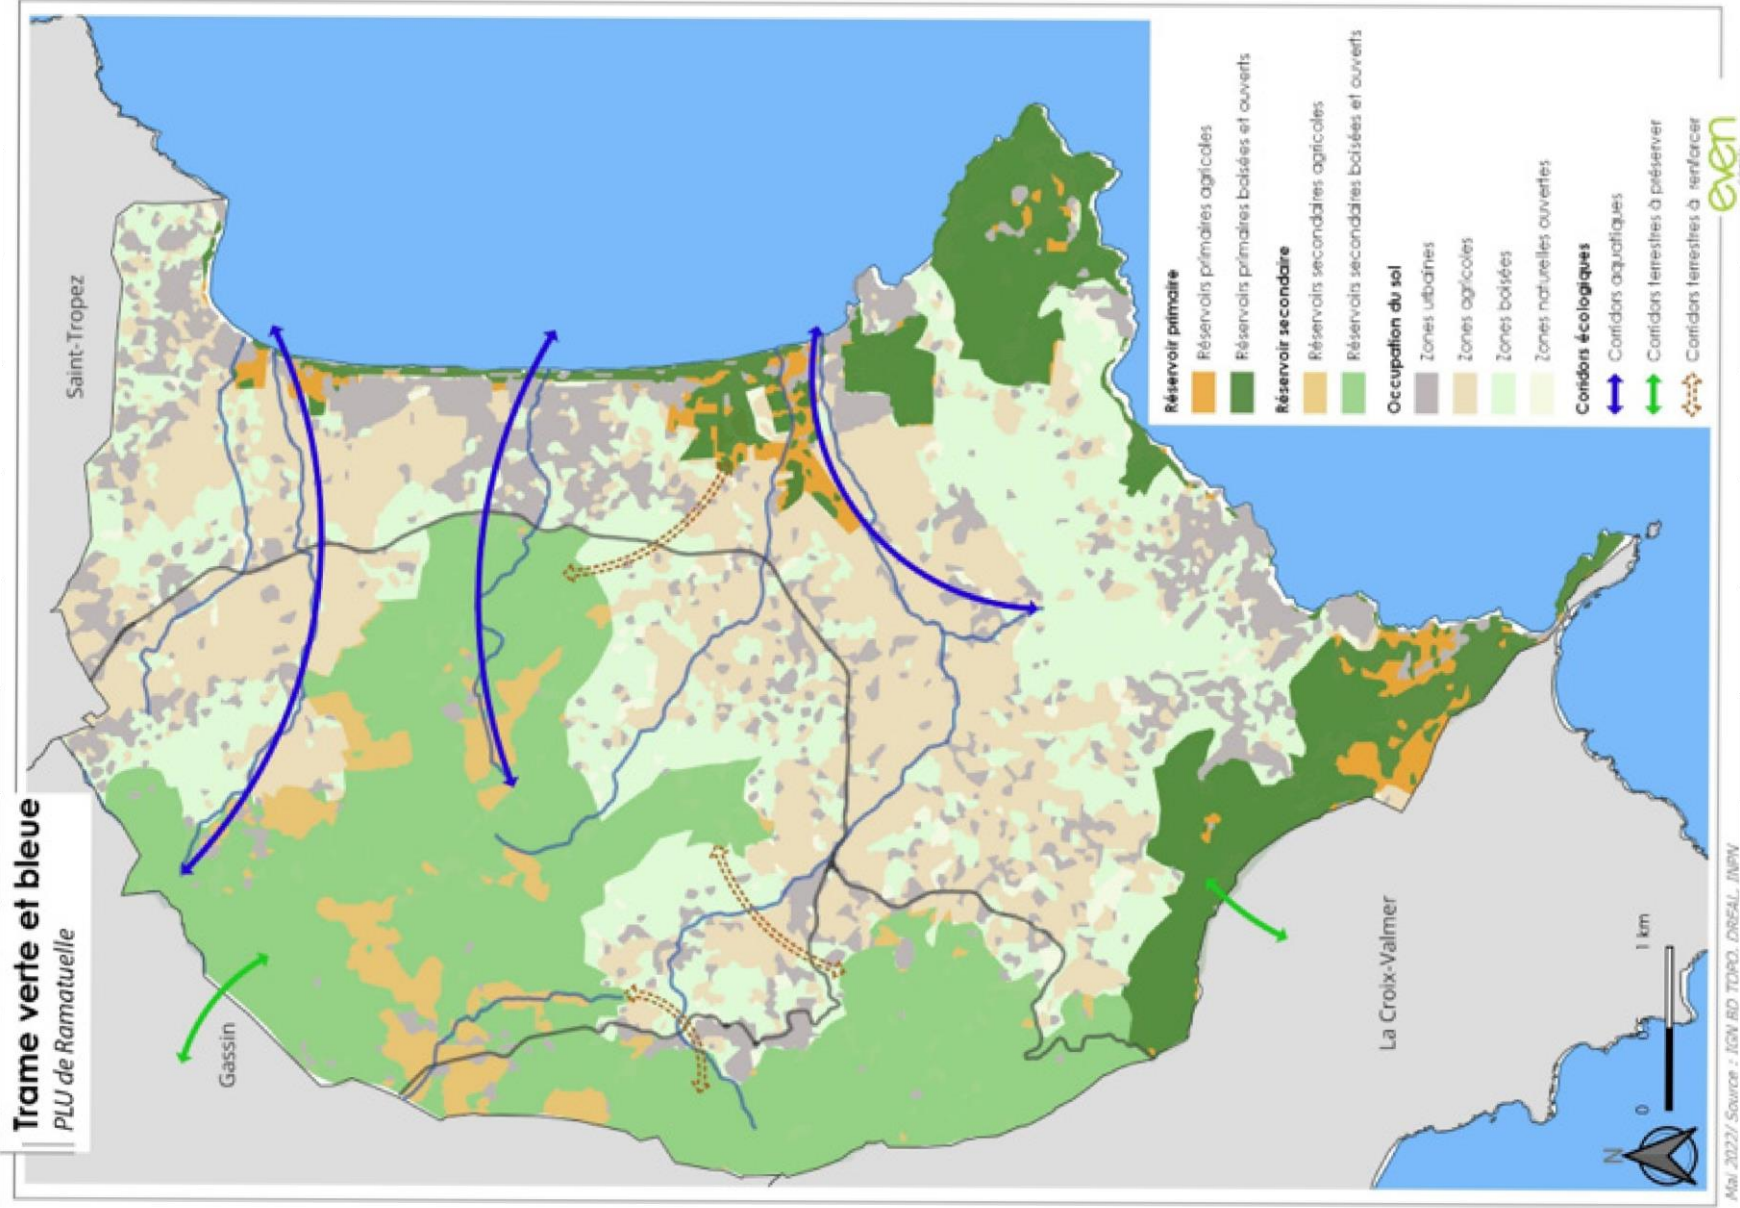 Trame verte et bleue
PLU de Ramatuelle
Saint-Tropez
Gassin
La Croix-Valmer
Réservoir primaire
Réservoirs primaires agricoles
Réservoirs primaires boisées et ouverts
Réservoir secondaire
Réservoirs secondaires agricoles
Réservoirs secondaires boisées et ouverts
Occupation du sol
Zones urbaines
Zones agricoles
Zones boisées
Zones naturelles ouvertes
Corridors écologiques
Corridors aquatiques
Corridors terrestres à préserver
Corridors terrestres à renforcer
N
0 0.5 1 km
even
Mai 2022/ Source : IGN BD TOPO, DREAL, INPN